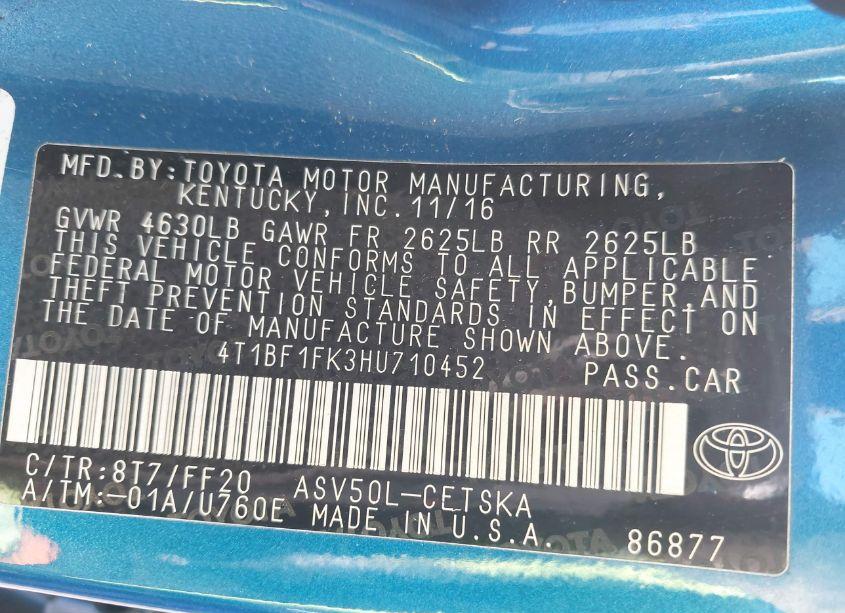 MFD.BY:TOYOTA MOTOR MANUFACTURING,
KENTUCKY,INC.11/16
GVWR 4630LB GAWR FR 2625LB RR 2625LB
THIS VEHICLE CONFORMS TO ALL APPLICABLE
FEDERAL MOTOR VEHICLE SAFETY,BUMPER,AND
THEFT PREVENTION STANDARDS IN EFFECT ON
THE DATE OF MANUFACTURE SHOWN ABOVE.
4T1BF1FK3HU710452 PASS.CAR
C/TR:8T7/FF20 ASV50L-CETSKA
A/TM:-01A/U760E MADE IN U.S.A. 86877